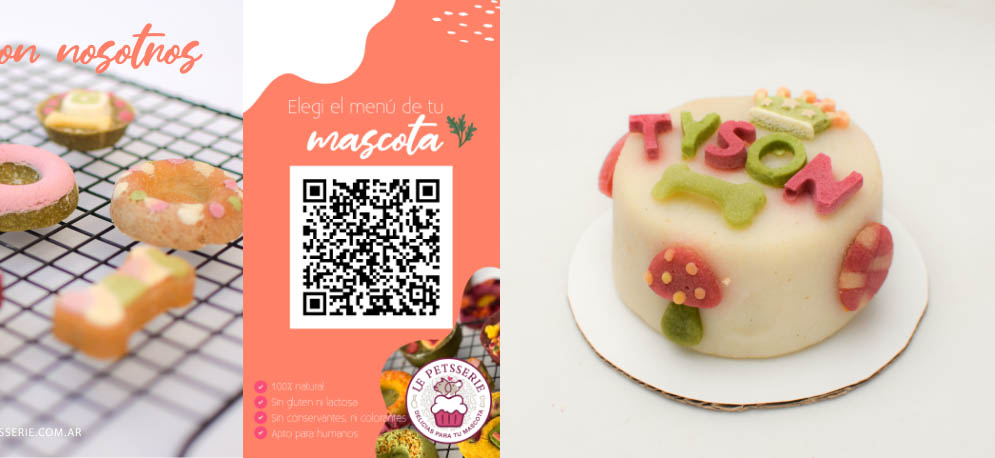 on nosotros
SSERIE.COM.AR
Elegi el menú de tu
mascota
100% natural
Sin gluten ni lactosa
Sin conservantes, ni colorantes
Apto para humanos
LE PETSSERIE
DELICIAS PARA TU MASCOTA
TYSON